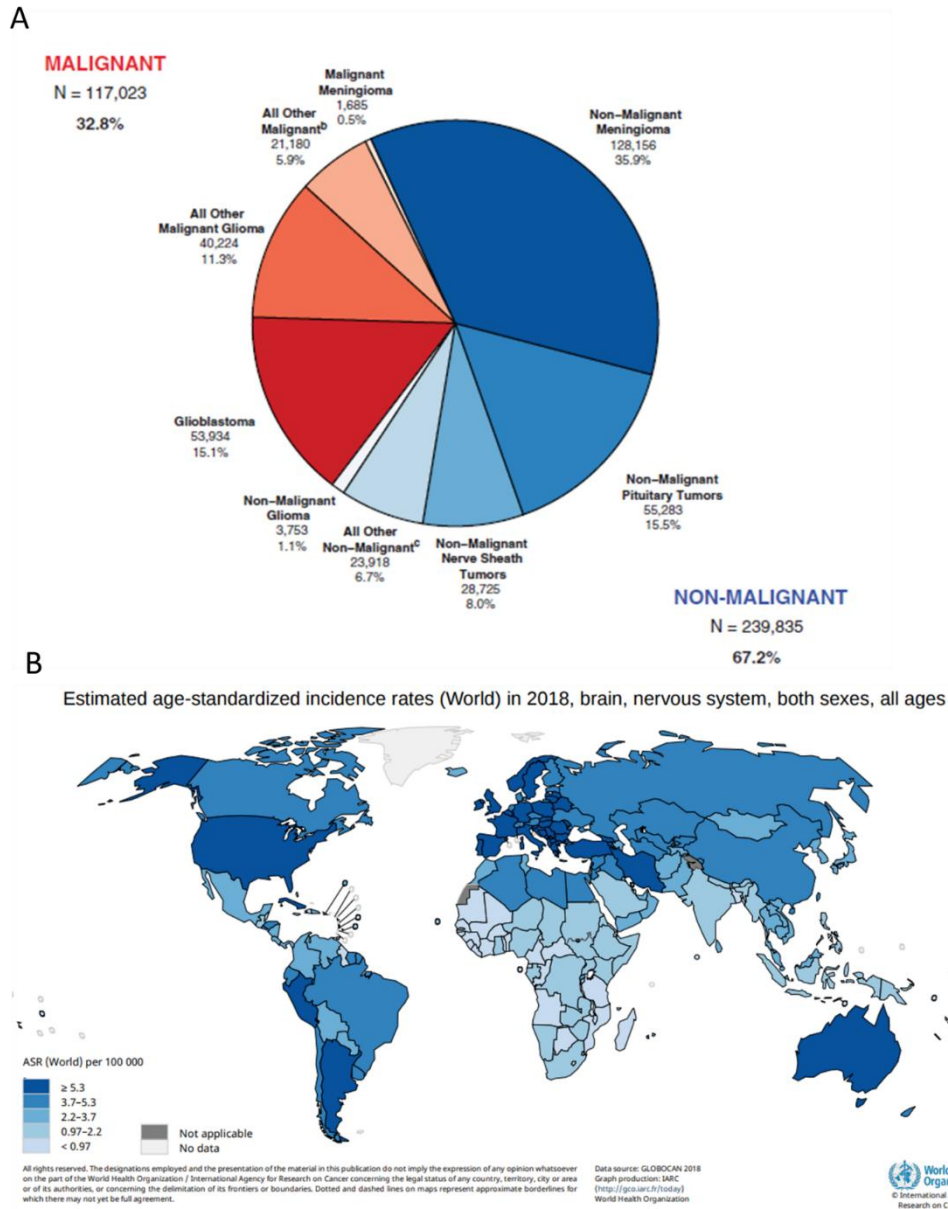 A
MALIGNANT
N = 117,023
32.8%
Malignant
Meningioma
1,685
0.5%
All Other
Malignantb
21,180
5.9%
Non-Malignant
Meningioma
128,156
35.9%
All Other
Malignant Glioma
40,224
11.3%
Glioblastoma
53,934
15.1%
Non-Malignant
Glioma
3,753
1.1%
All Other
Non-Malignantc
23,918
6.7%
Non-Malignant
Nerve Sheath
Tumors
28,725
8.0%
Non-Malignant
Pituitary Tumors
55,283
15.5%
NON-MALIGNANT
N = 239,835
67.2%
B
Estimated age-standardized incidence rates (World) in 2018, brain, nervous system, both sexes, all ages
ASR (World) per 100 000
≥ 5.3
3.7–5.3
2.2–3.7
0.97–2.2
< 0.97
Not applicable
No data
All rights reserved. The designations employed and the presentation of the material in this publication do not imply the expression of any opinion whatsoever
on the part of the World Health Organization / International Agency for Research on Cancer concerning the legal status of any country, territory, city or area
or of its authorities, or concerning the delimitation of its frontiers or boundaries. Dotted and dashed lines on maps represent approximate borderlines for
which there may not yet be full agreement.
Data source: GLOBOCAN 2018
Graph production: IARC
(http://gco.iarc.fr/today)
World Health Organization
World
Organ
© International
Research on C